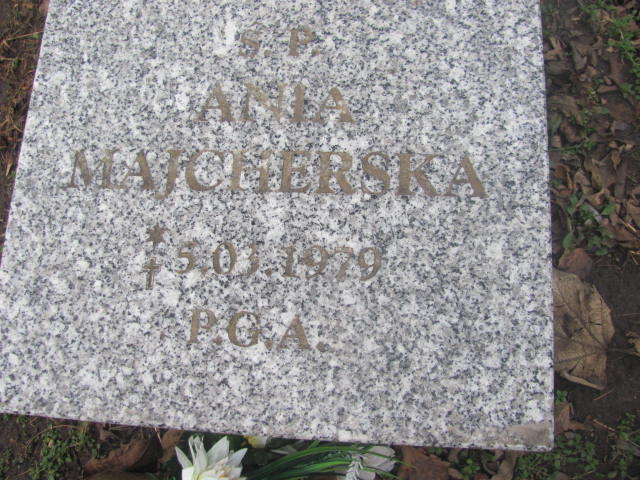 Ś. P.
ANIA
MAJCHERSKA
* † 5.03.1979
P.G.A.